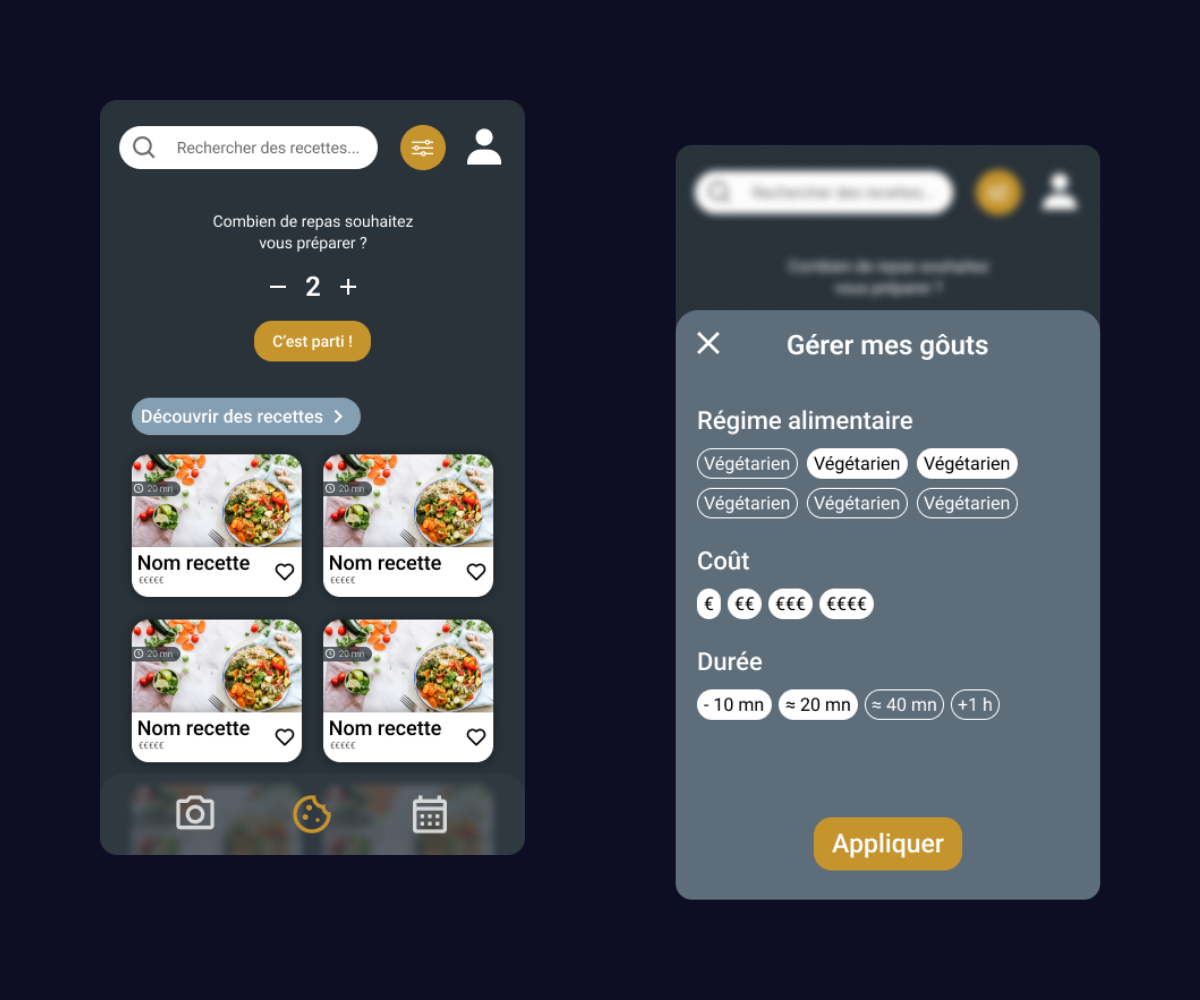 Rechercher des recettes...
Combien de repas souhaitez
vous préparer ?
2
C'est parti !
Découvrir des recettes
20 mn
20 mn
Nom recette
Nom recette
€€€€€
€€€€€
20 mn
20 mn
Nom recette
Nom recette
€€€€€
€€€€€
Rechercher des recettes...
Combien de repas souhaitez
vous préparer ?
Gérer mes gôuts
Régime alimentaire
Végétarien Végétarien Végétarien
Végétarien Végétarien Végétarien
Coût
€ €€ €€€ €€€€
Durée
- 10 mn ≈ 20 mn ≈ 40 mn +1 h
Appliquer